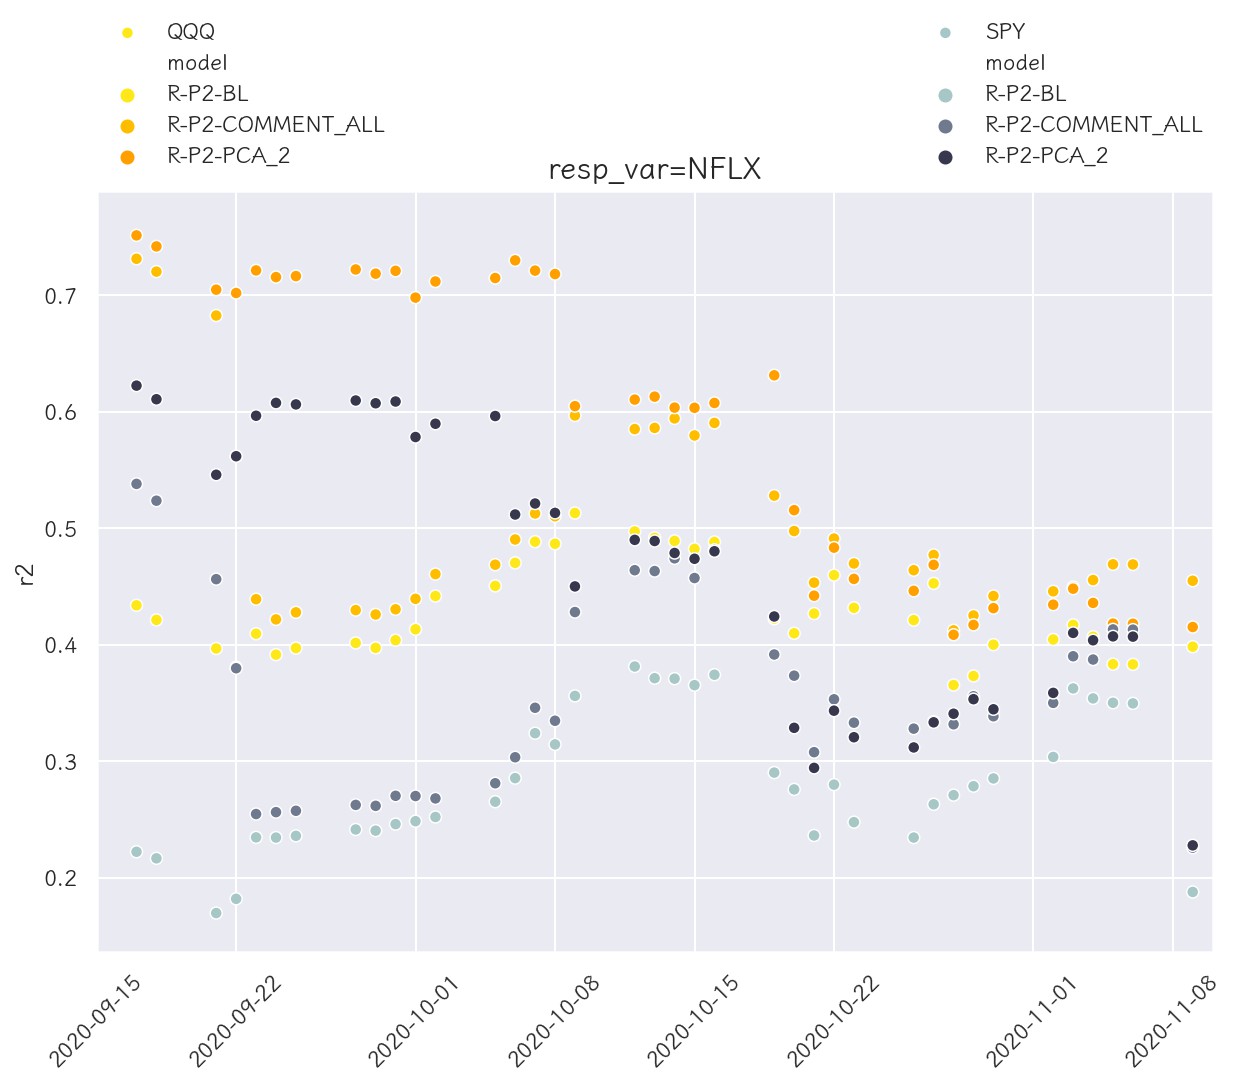 QQQ
model
R-P2-BL
R-P2-COMMENT_ALL
R-P2-PCA_2
SPY
model
R-P2-BL
R-P2-COMMENT_ALL
R-P2-PCA_2
resp_var=NFLX
0.7
0.6
0.5
0.4
0.3
0.2
r2
2020-09-15
2020-09-22
2020-10-01
2020-10-08
2020-10-15
2020-10-22
2020-11-01
2020-11-08